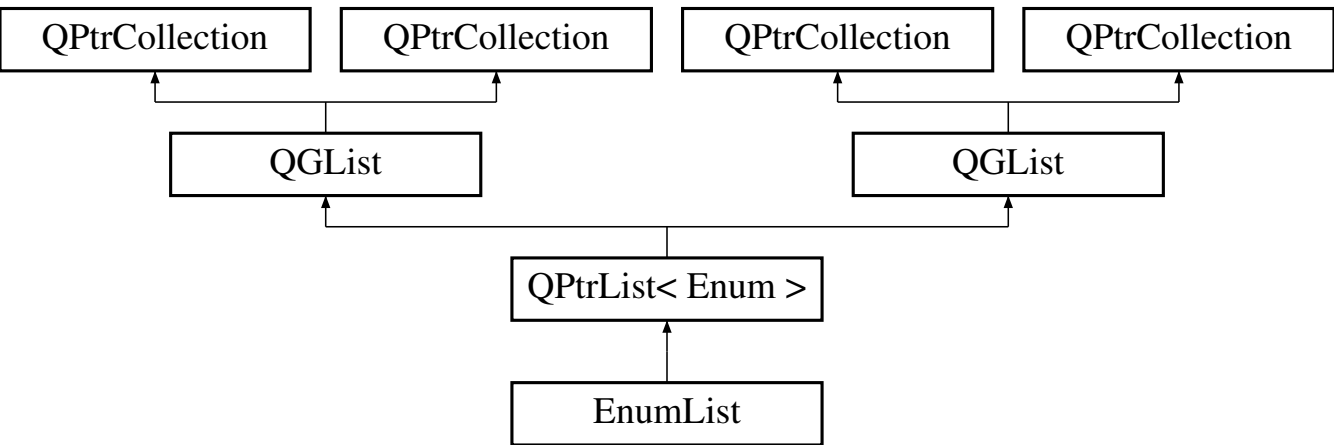 QPtrCollection QPtrCollection QPtrCollection QPtrCollection
QGList QGList
QPtrList< Enum >
EnumList